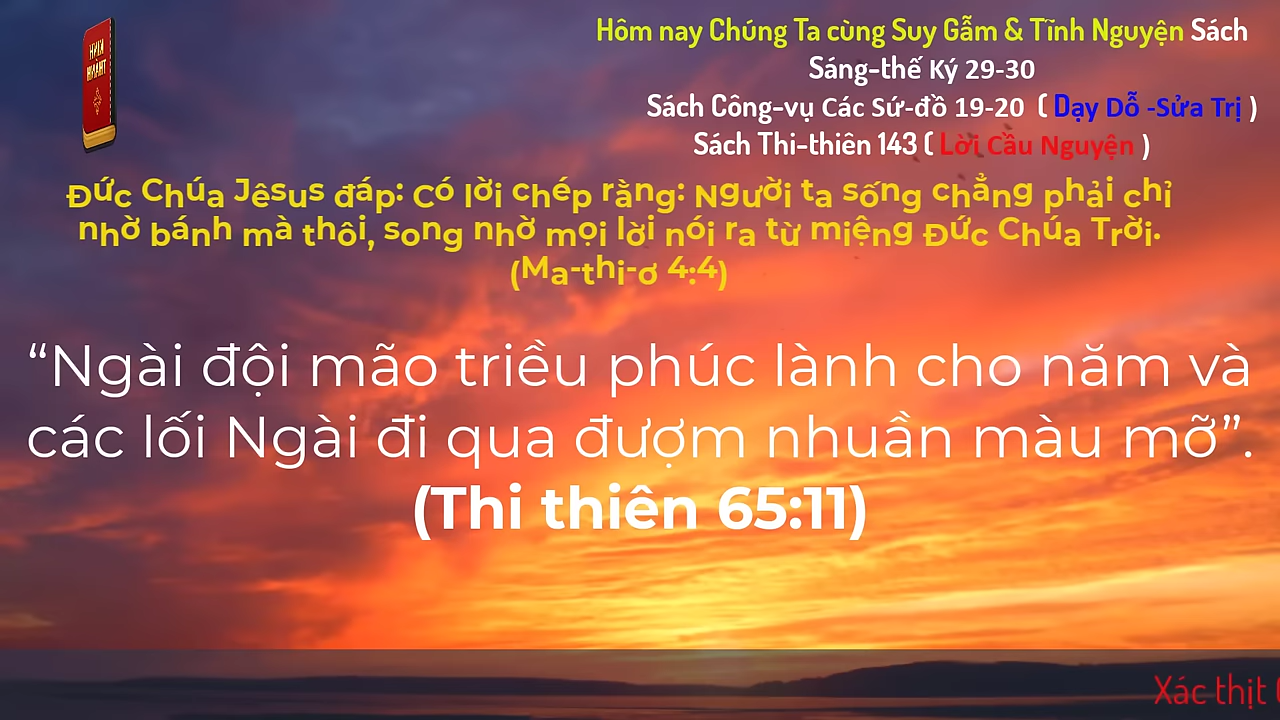 Hôm nay Chúng Ta cùng Suy Gẫm & Tĩnh Nguyện Sách
Sáng-thế Ký 29-30
Sách Công-vụ Các Sứ-đồ 19-20 ( Dạy Dỗ -Sửa Trị )
Sách Thi-thiên 143 ( Lời Cầu Nguyện )
KINH
THÁNH
Đức Chúa Jêsus đáp: Có lời chép rằng: Người ta sống chẳng phải chỉ
nhờ bánh mà thôi, song nhờ mọi lời nói ra từ miệng Đức Chúa Trời.
(Ma-thi-ơ 4:4)
“Ngài đội mão triều phúc lành cho năm và
các lối Ngài đi qua đượm nhuần màu mỡ”.
(Thi thiên 65:11)
Xác thịt